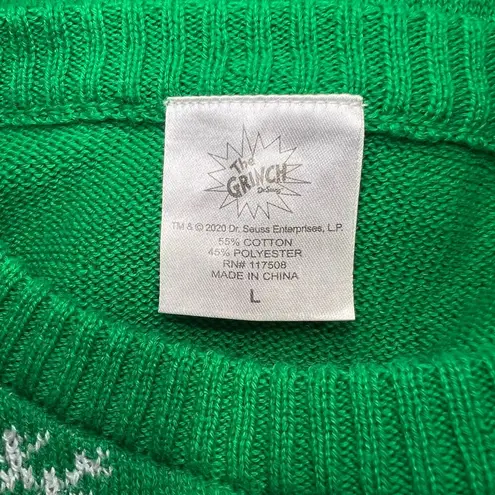 The
GRINCH
Dr. Seuss
TM & © 2020 Dr. Seuss Enterprises, L.P.
55% COTTON
45% POLYESTER
RN# 117508
MADE IN CHINA
L